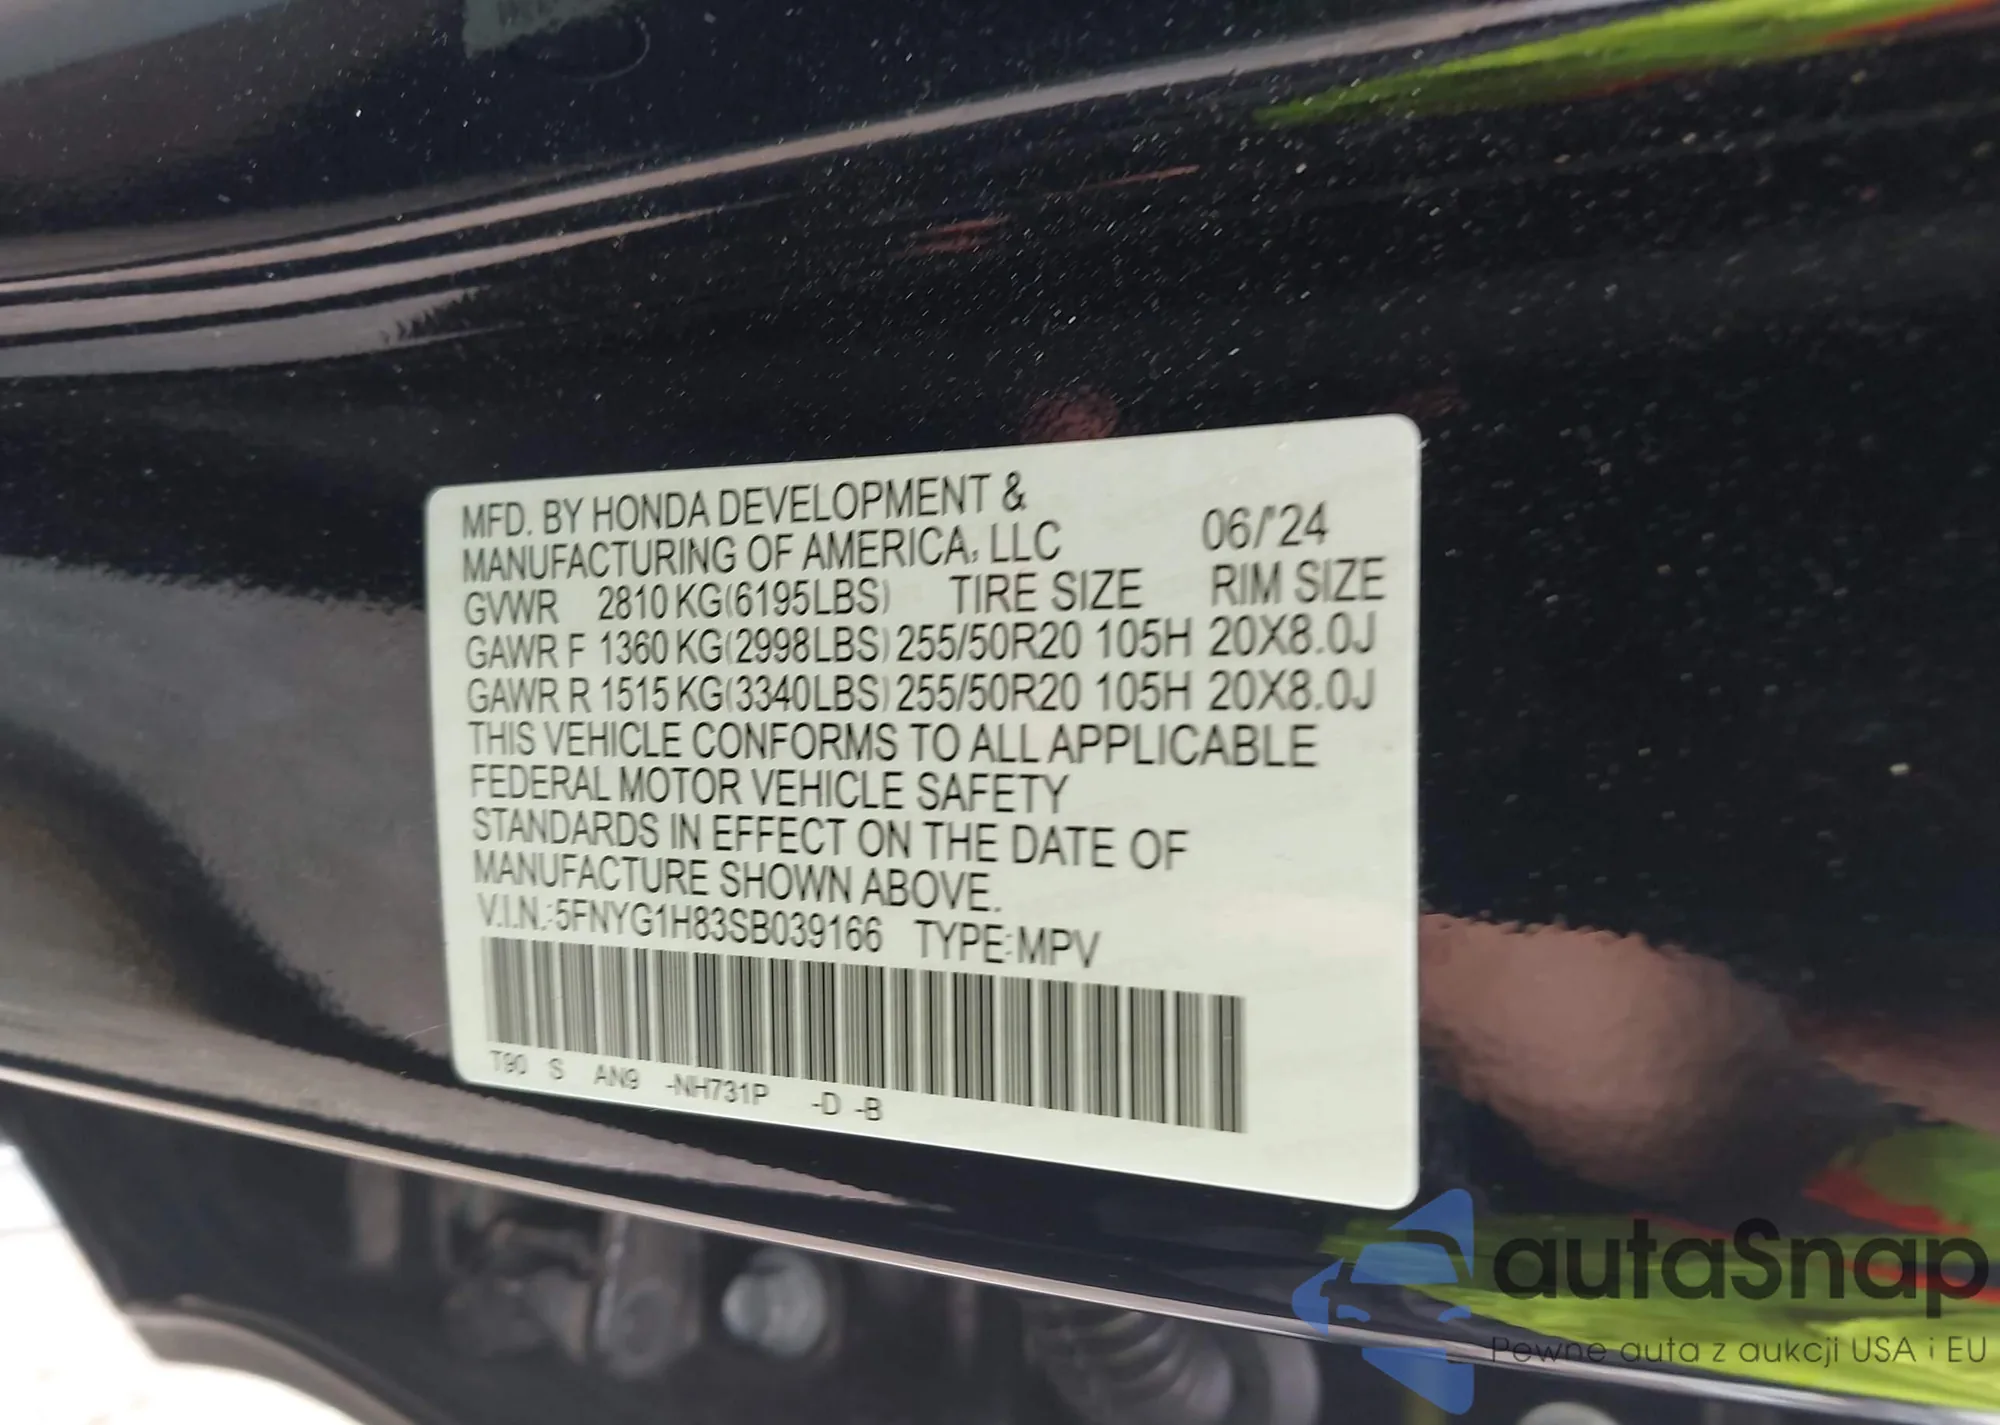 MFD. BY HONDA DEVELOPMENT &
MANUFACTURING OF AMERICA, LLC 06/'24
GVWR 2810 KG(6195LBS) TIRE SIZE RIM SIZE
GAWR F 1360 KG(2998LBS) 255/50R20 105H 20X8.0J
GAWR R 1515 KG(3340LBS) 255/50R20 105H 20X8.0J
THIS VEHICLE CONFORMS TO ALL APPLICABLE
FEDERAL MOTOR VEHICLE SAFETY
STANDARDS IN EFFECT ON THE DATE OF
MANUFACTURE SHOWN ABOVE.
V.I.N.:5FNYG1H83SB039166 TYPE:MPV
T90 S AN9 -NH731P -D -B
autaSnap
Pewne auta z aukcji USA i EU